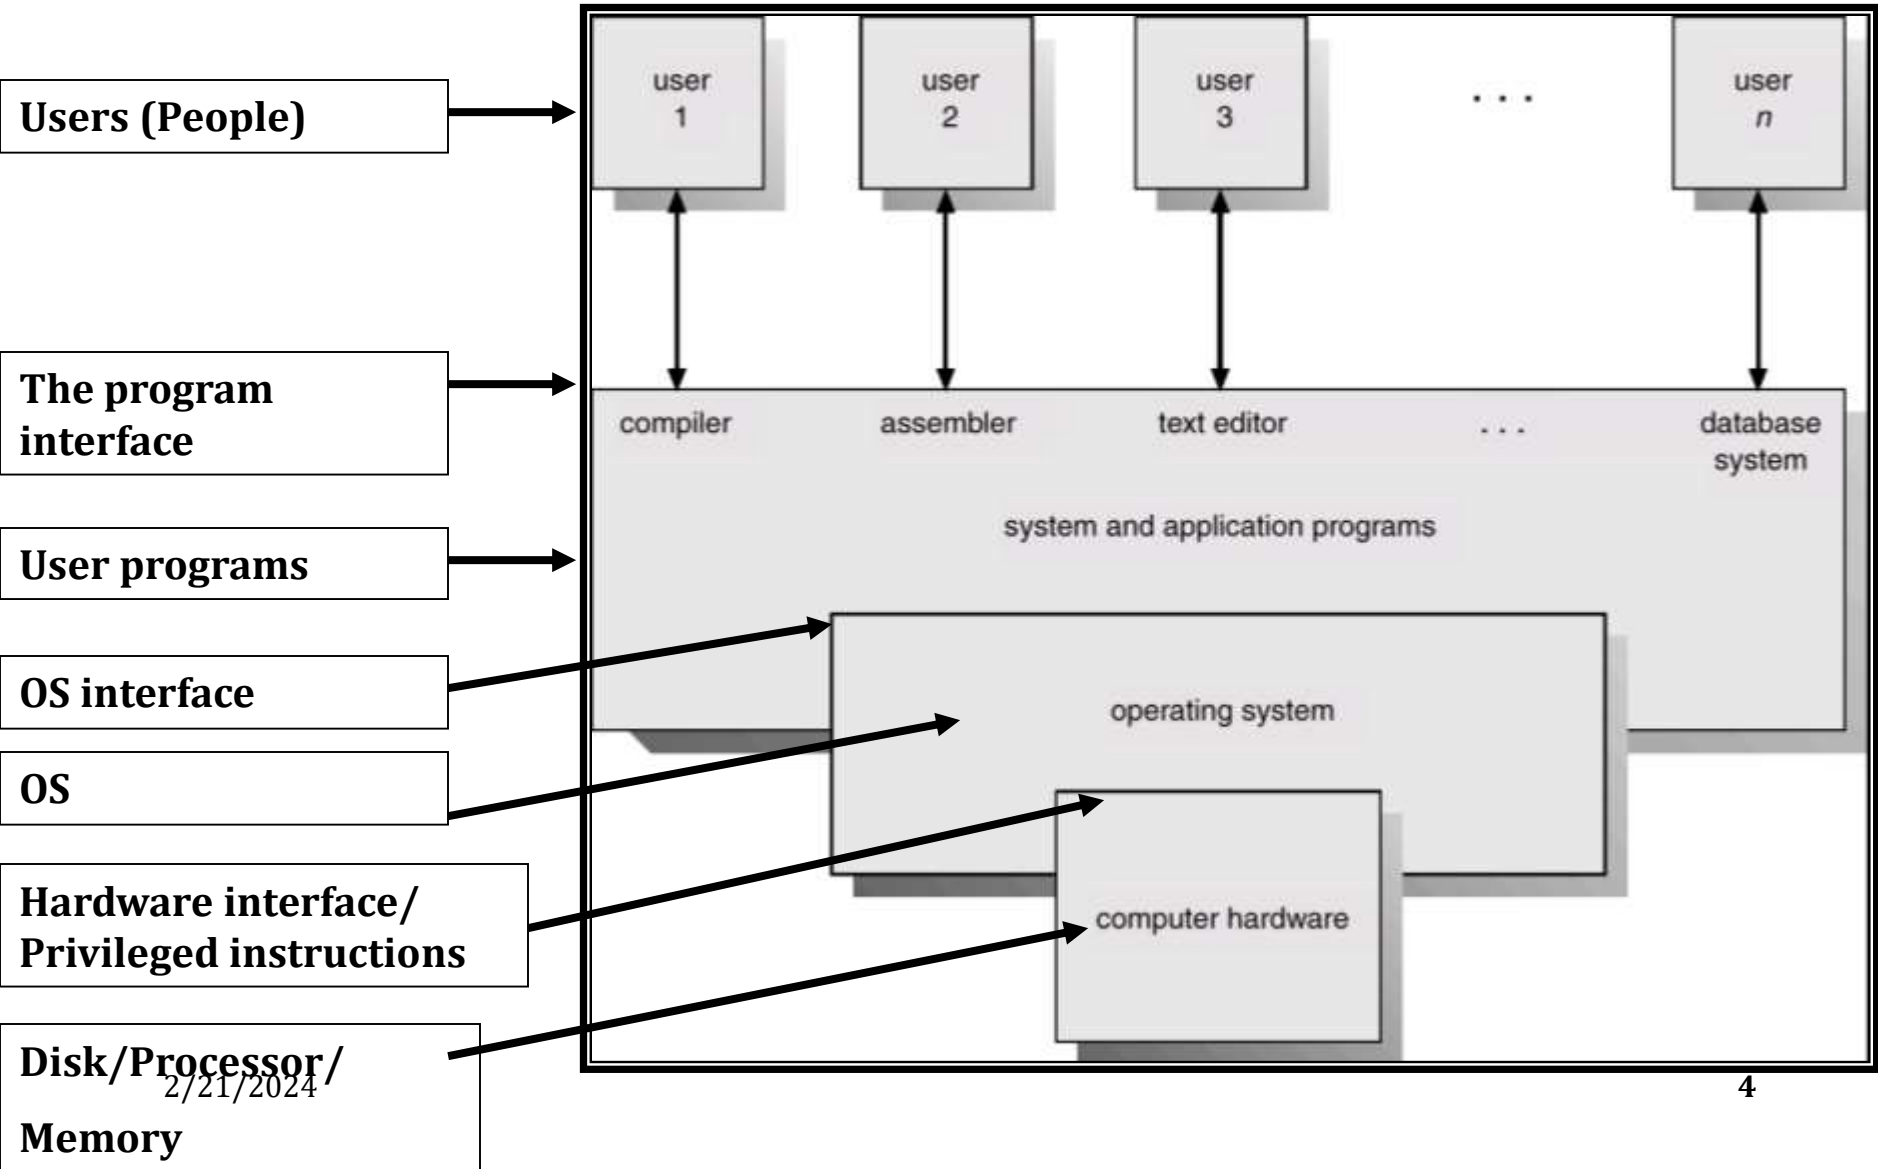 Users (People)
The program
interface
User programs
OS interface
OS
Hardware interface/
Privileged instructions
Disk/Processor/
Memory
2/21/2024
user
1
user
2
user
3
. . .
user
n
compiler
assembler
text editor
. . .
database
system
system and application programs
operating system
computer hardware
4